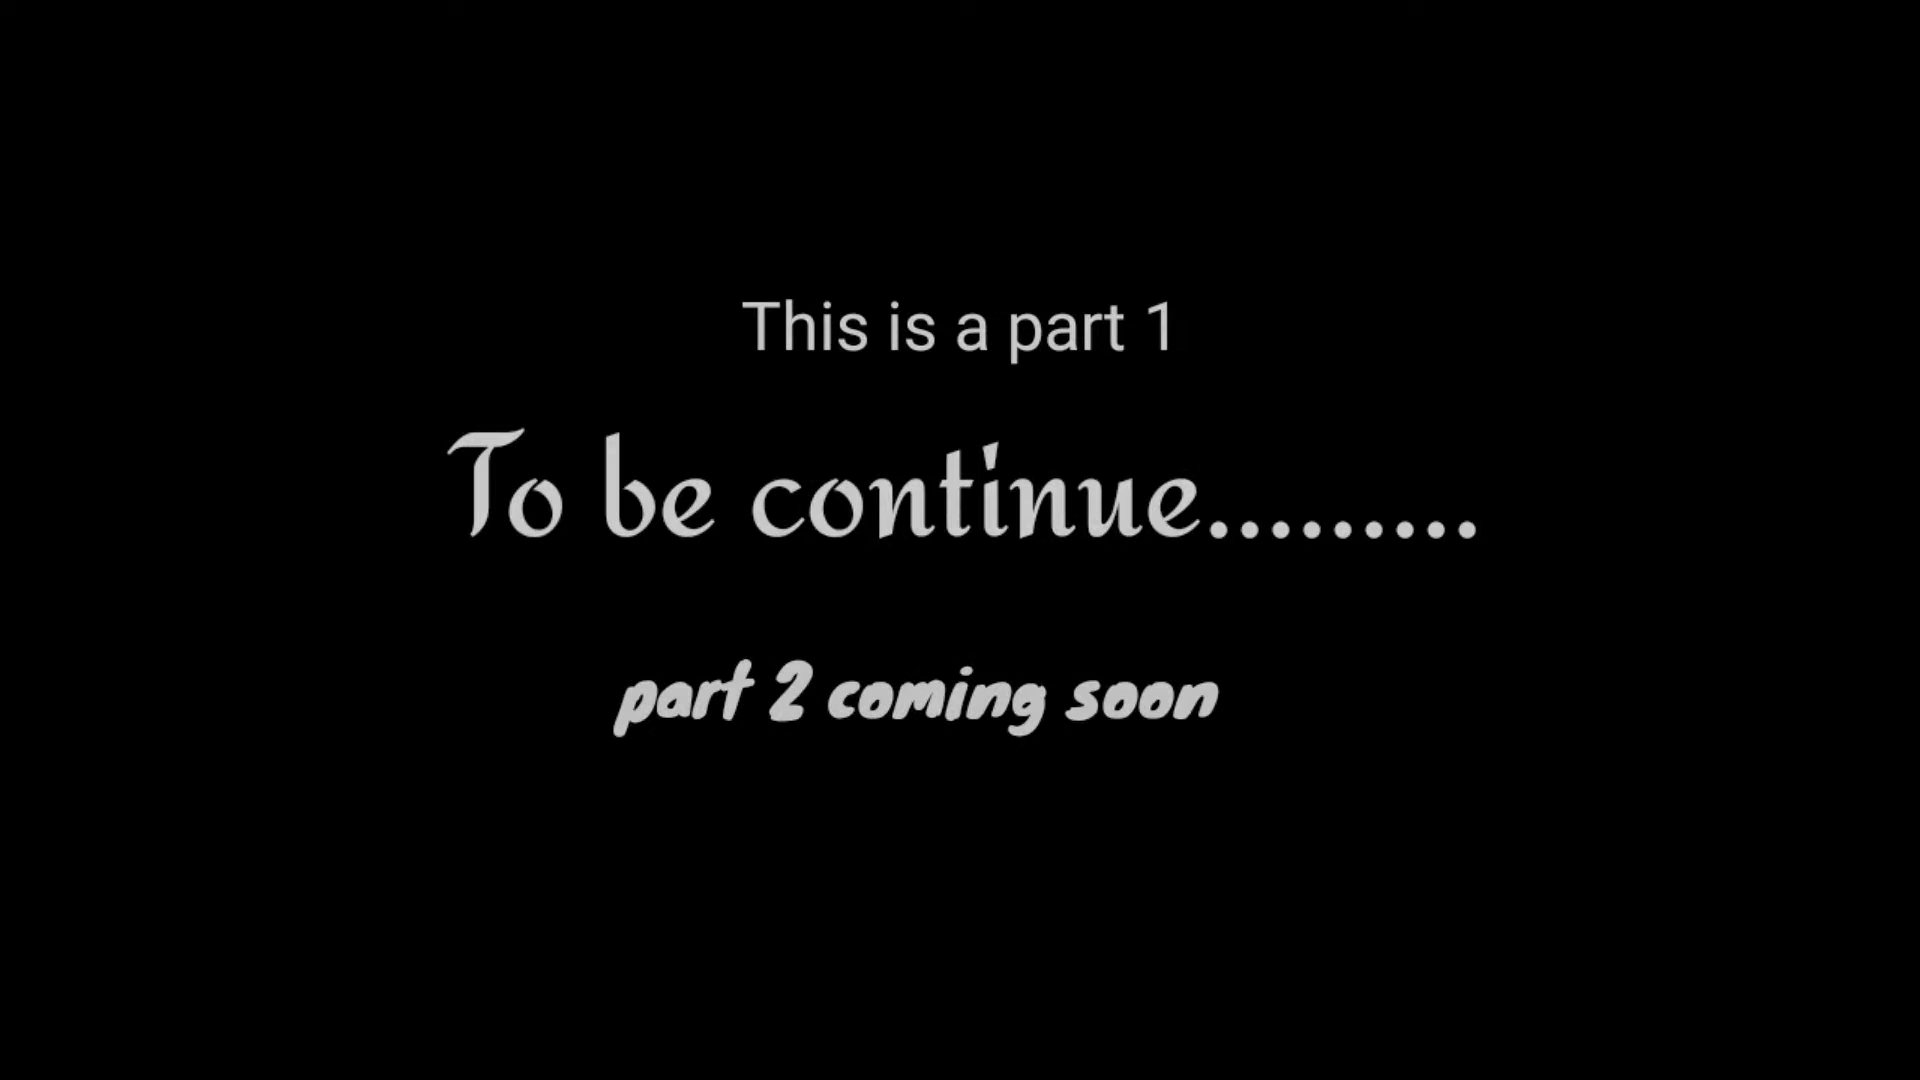 This is a part 1
To be continue.........
part 2 coming soon